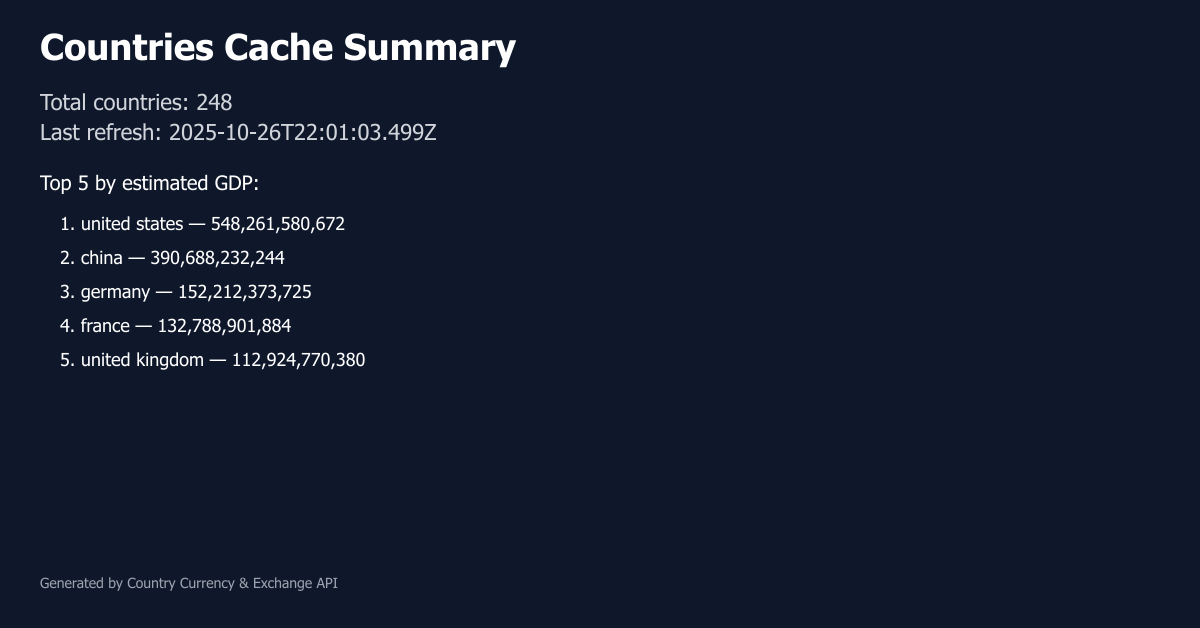 Countries Cache Summary
Total countries: 248
Last refresh: 2025-10-26T22:01:03.499Z
Top 5 by estimated GDP:
1. united states — 548,261,580,672
2. china — 390,688,232,244
3. germany — 152,212,373,725
4. france — 132,788,901,884
5. united kingdom — 112,924,770,380
Generated by Country Currency & Exchange API